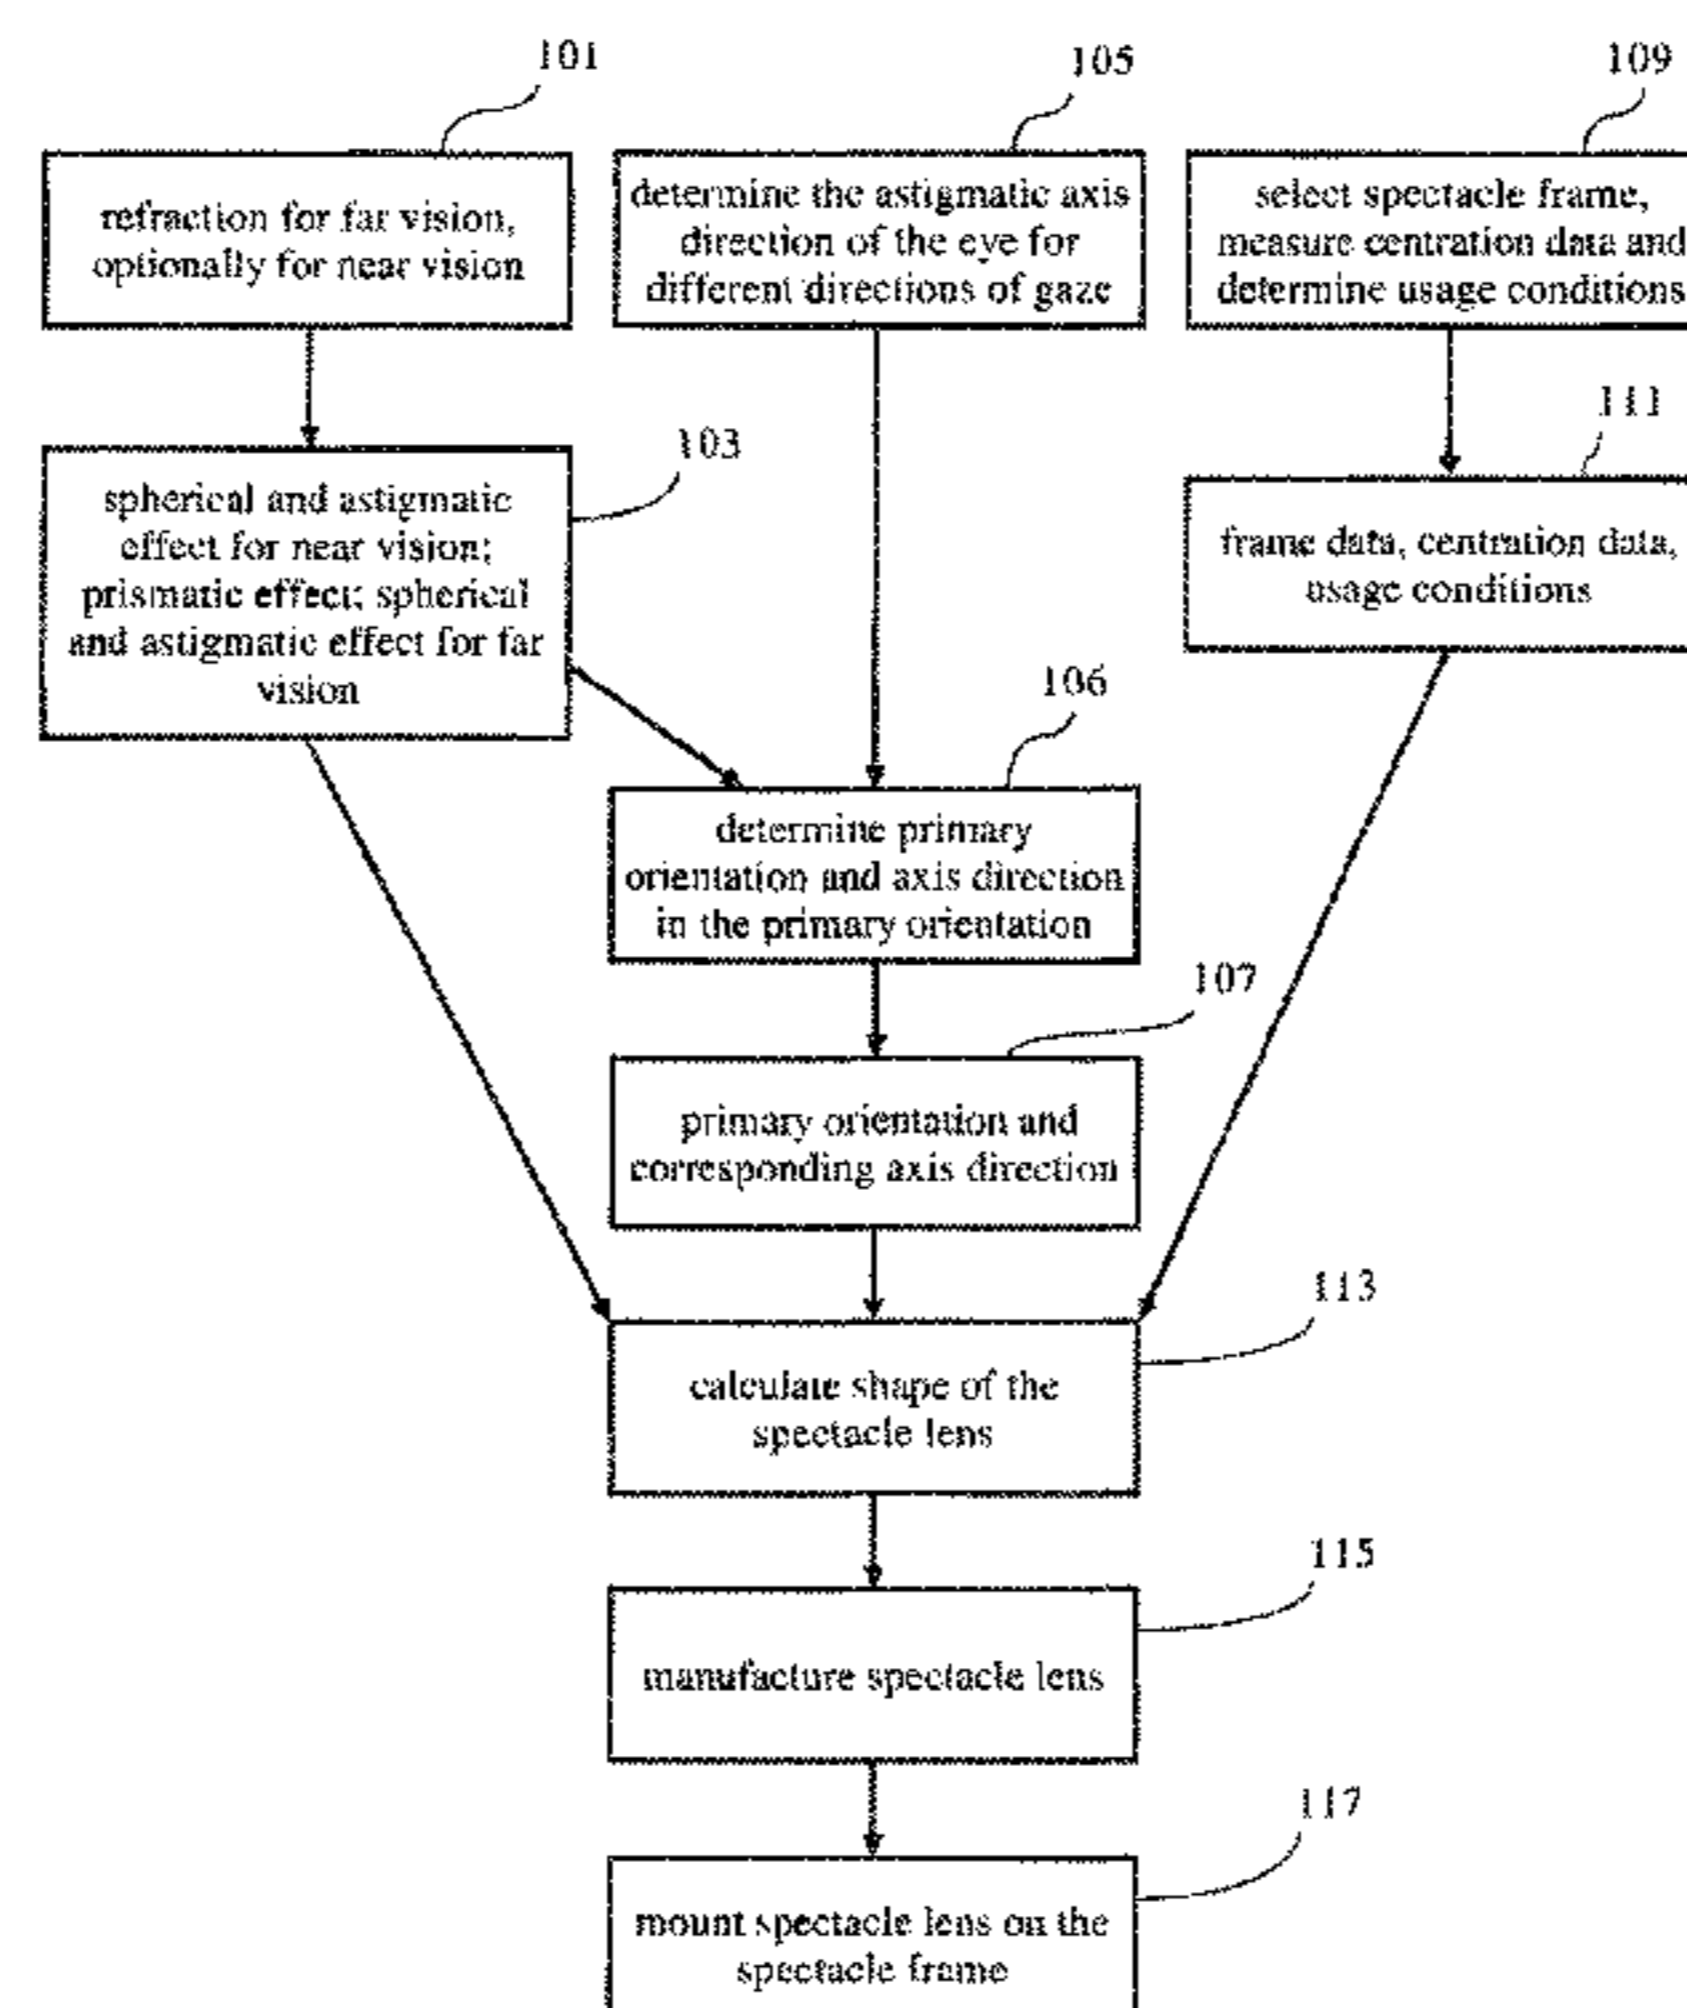 101
105
109
refraction for far vision,
optionally for near vision
determine the astigmatic axis
direction of the eye for
different directions of gaze
select spectacle frame,
measure centration data and
determine usage conditions
103
111
spherical and astigmatic
effect for near vision;
prismatic effect; spherical
and astigmatic effect for far
vision
frame data, centration data,
usage conditions
106
determine primary
orientation and axis direction
in the primary orientation
107
primary orientation and
corresponding axis direction
113
calculate shape of the
spectacle lens
115
manufacture spectacle lens
117
mount spectacle lens on the
spectacle frame